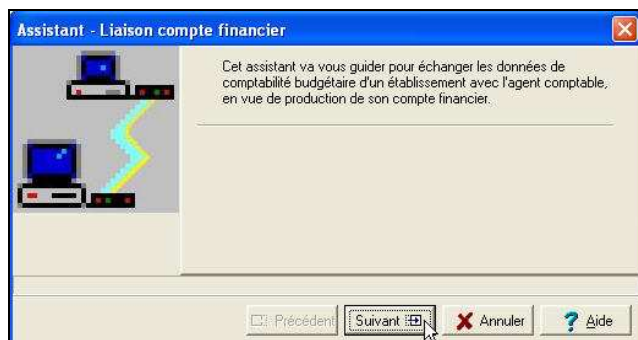 Assistant - Liaison compte financier
Cet assistant va vous guider pour échanger les données de
comptabilité budgétaire d'un établissement avec l'agent comptable,
en vue de production de son compte financier.
Précédent Suivant Annuler ? Aide